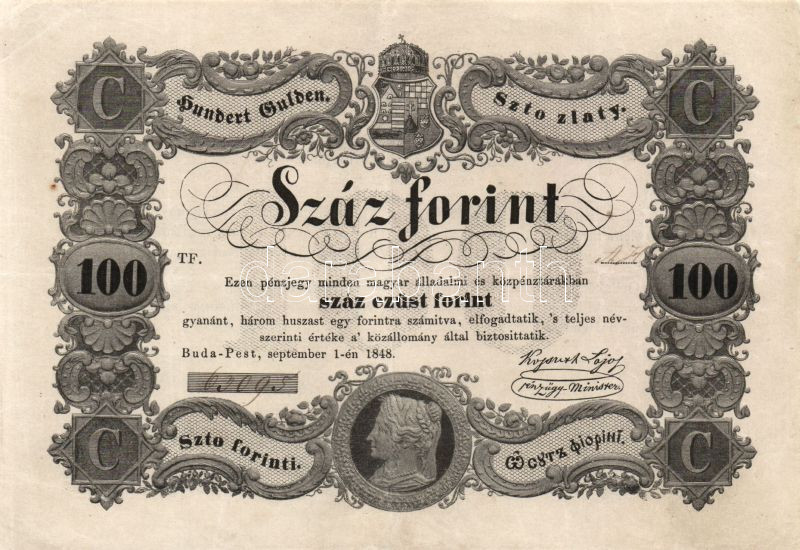 C C
Hundert Gulden. Szto zlaty.
Száz forint
TF.
100 100
Ezen pénzjegy minden magyar álladalmi és közpénztárakban
száz ezüst forint
gyanánt, három huszast egy forintra számitva, elfogadtatik, 's teljes név-
szerinti értéke a' közállomány által biztosittatik.
Buda-Pest, september 1-én 1848.
Kossuth Lajos
pénzügy-Minister
Szto forinti. Ѿ сутъ фіорінті.
C C